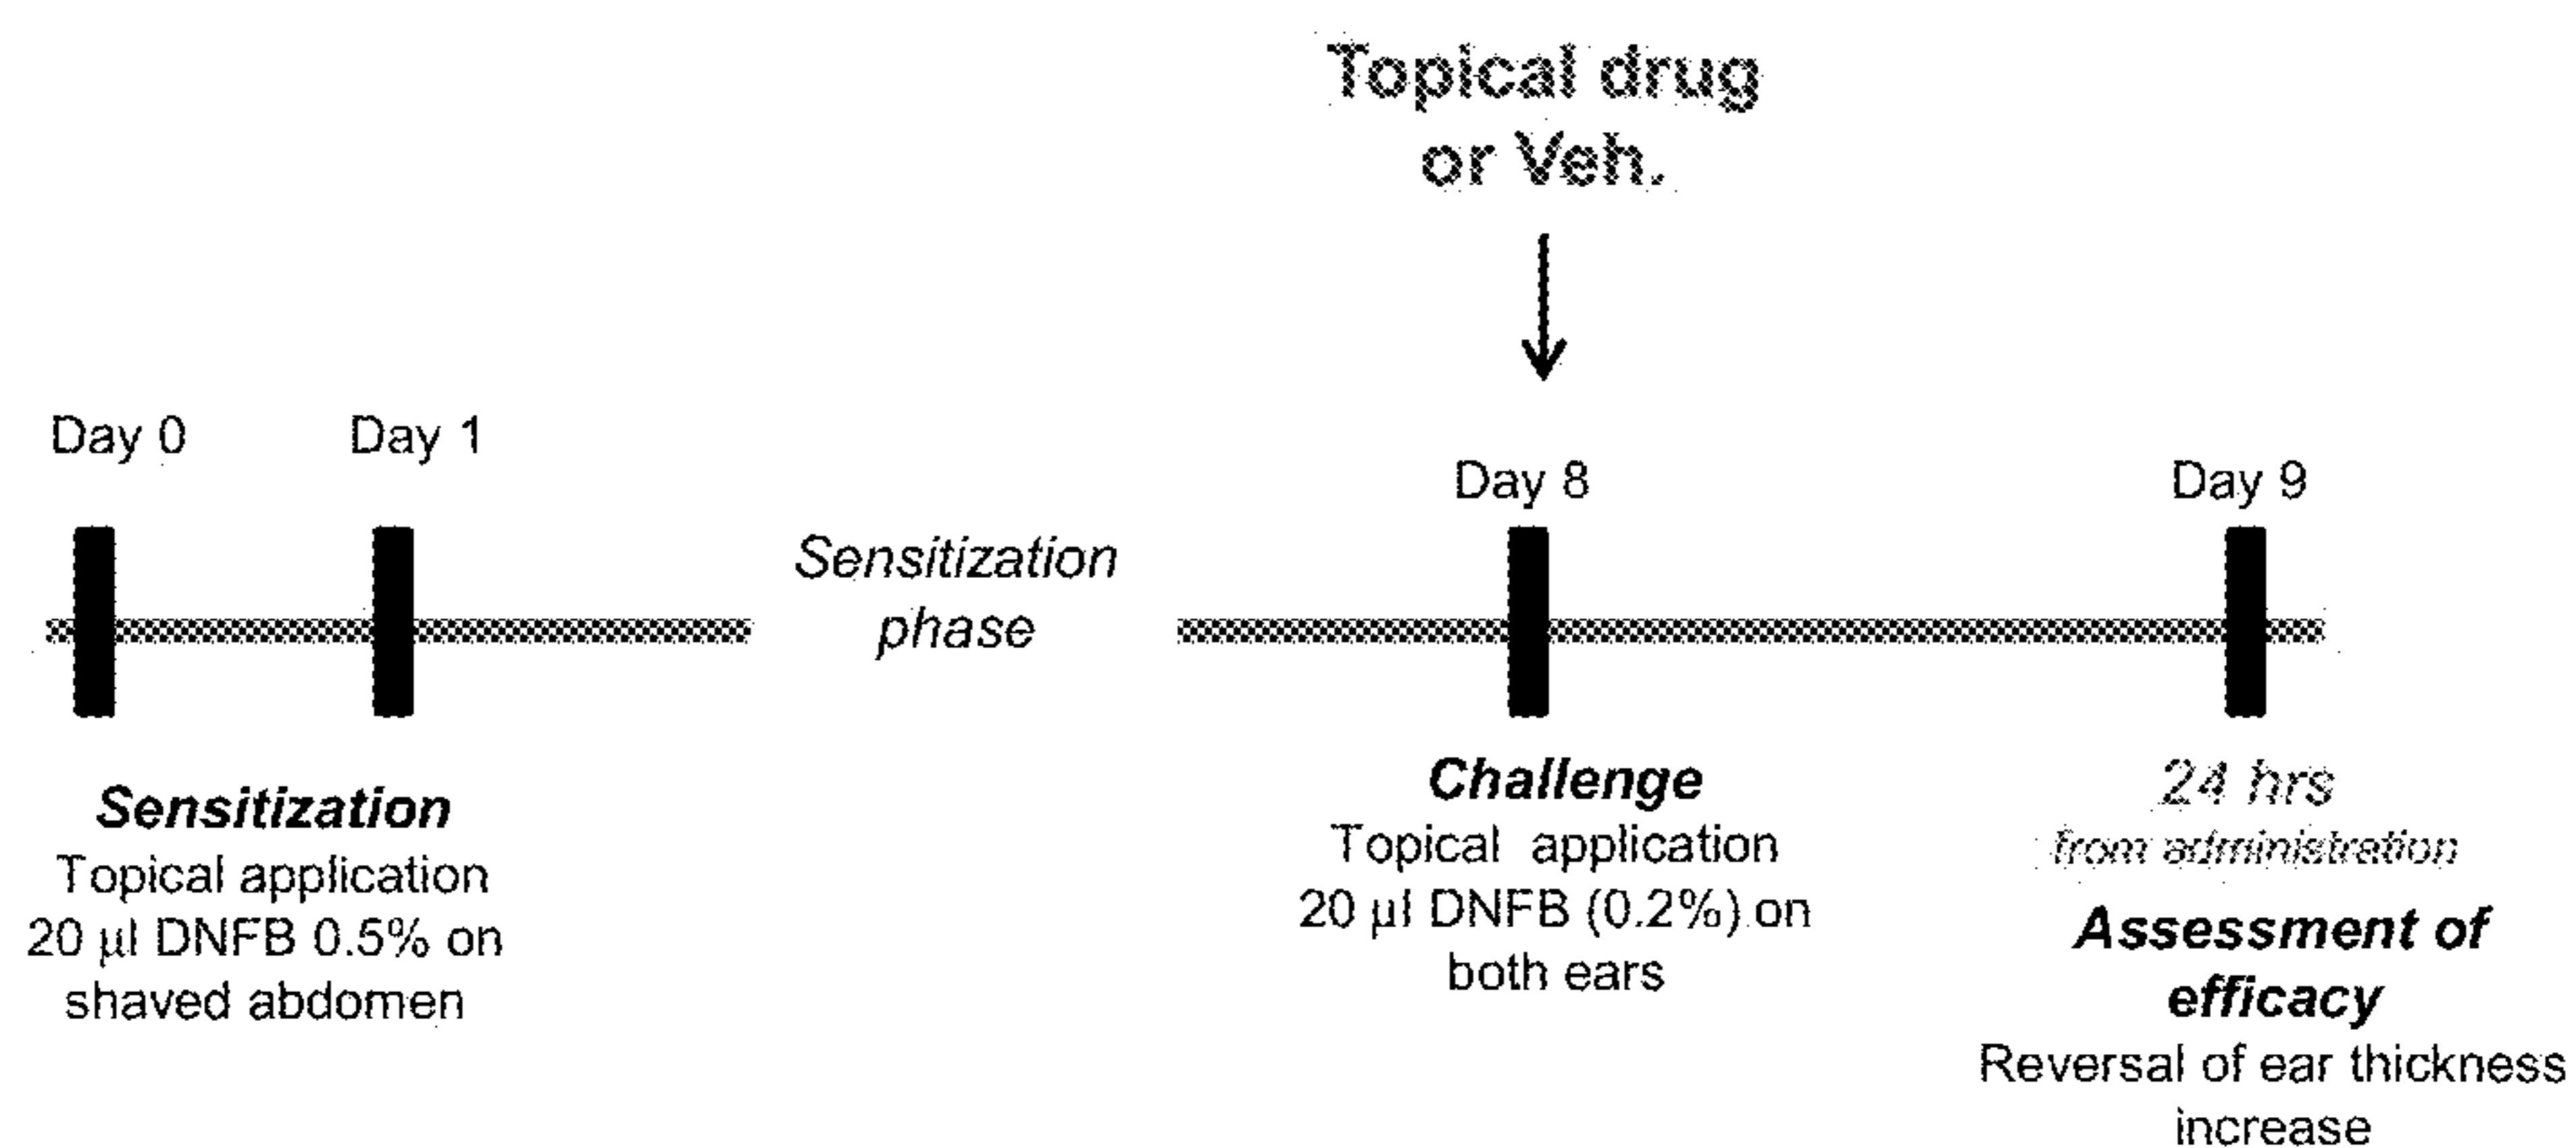 Topical drug
or Veh.
Day 0
Day 1
Day 8
Day 9
Sensitization
phase
Sensitization
Topical application
20 µl DNFB 0.5% on
shaved abdomen
Challenge
Topical application
20 µl DNFB (0.2%) on
both ears
24 hrs
from administration
Assessment of
efficacy
Reversal of ear thickness
increase